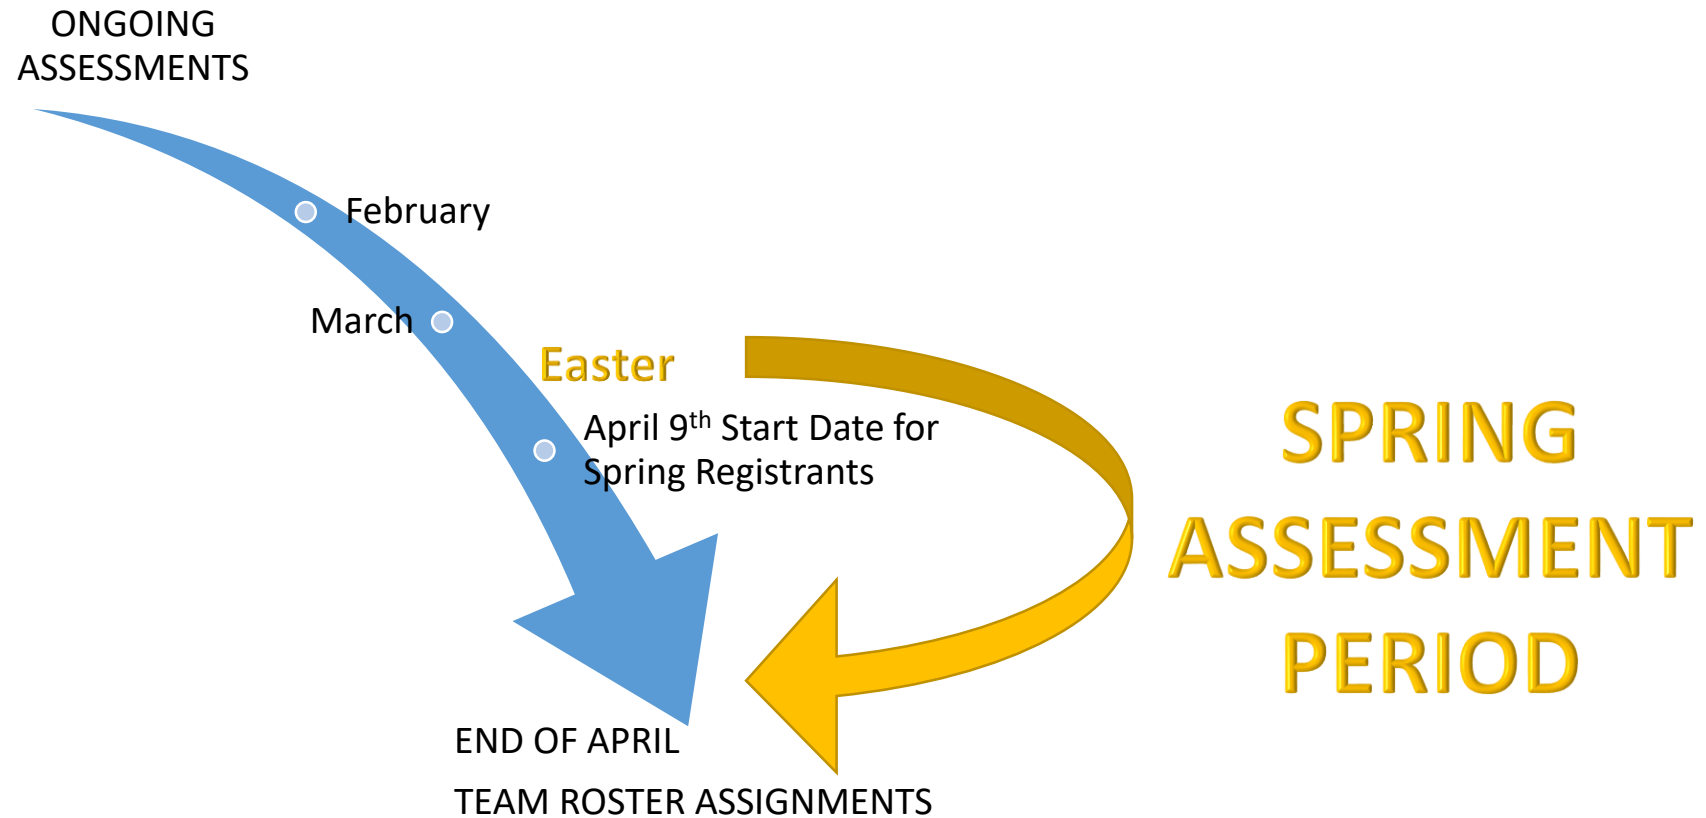 ONGOING
ASSESSMENTS
February
March
Easter
April 9th Start Date for
Spring Registrants
SPRING
ASSESSMENT
PERIOD
END OF APRIL
TEAM ROSTER ASSIGNMENTS